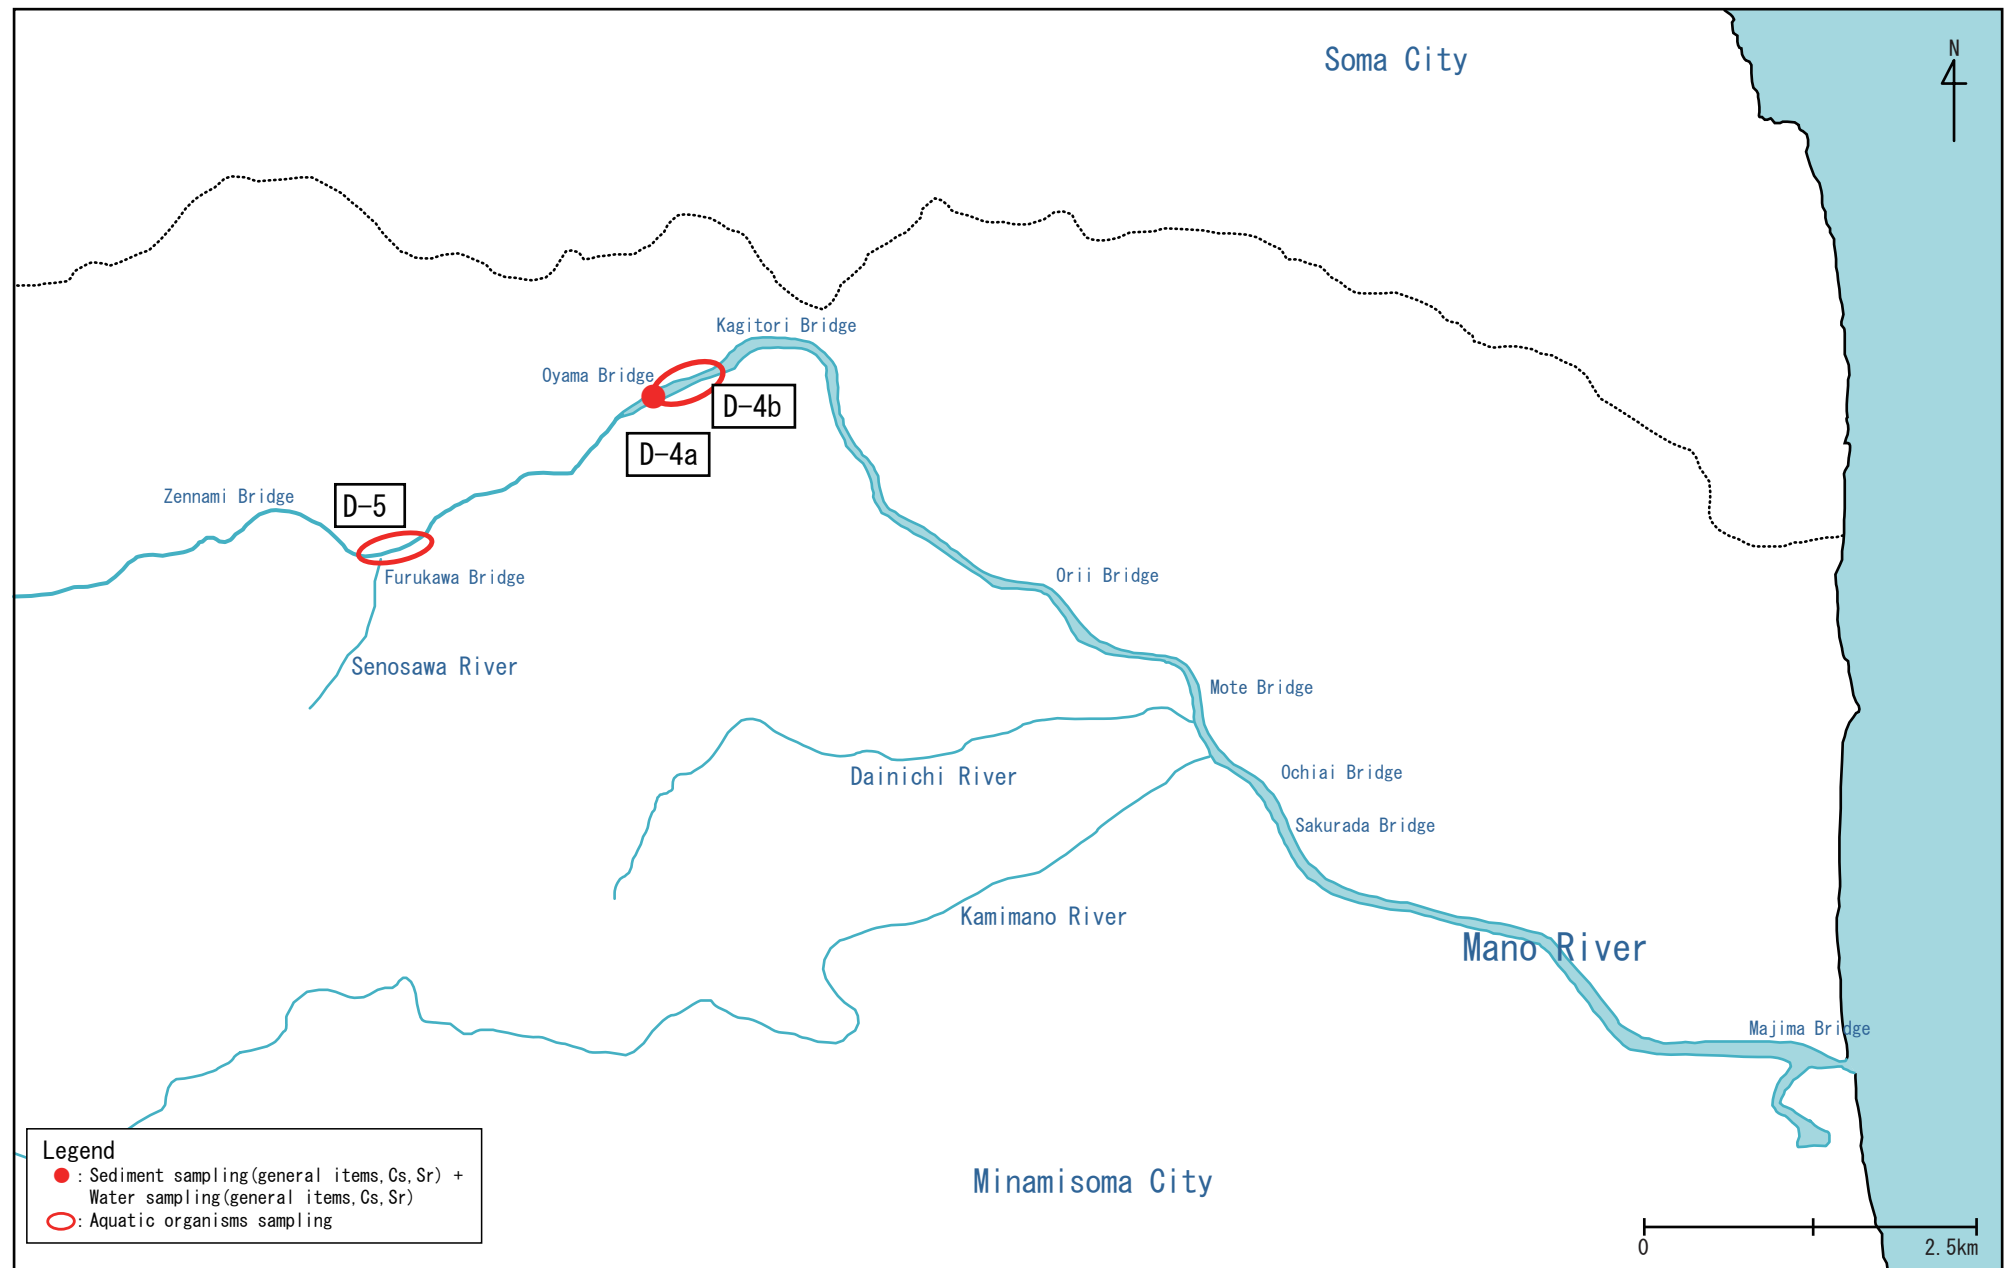 Soma City
N
Kagitori Bridge
Oyama Bridge
D-4b
D-4a
Zennami Bridge
D-5
Furukawa Bridge
Orii Bridge
Senosawa River
Mote Bridge
Dainichi River
Ochiai Bridge
Sakurada Bridge
Kamimano River
Mano River
Majima Bridge
Minamisoma City
Legend
: Sediment sampling(general items,Cs,Sr) +
Water sampling(general items,Cs,Sr)
: Aquatic organisms sampling
0 2.5km